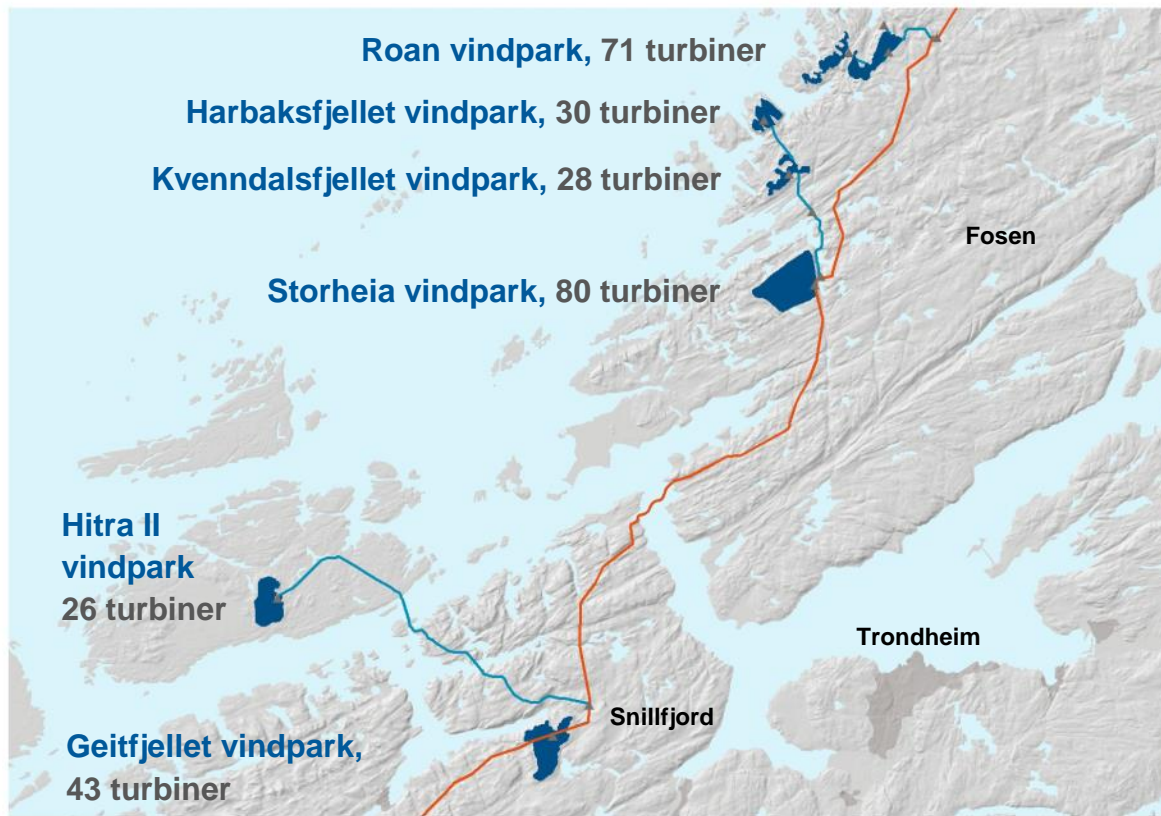 Roan vindpark, 71 turbiner
Harbaksfjellet vindpark, 30 turbiner
Kvenndalsfjellet vindpark, 28 turbiner
Fosen
Storheia vindpark, 80 turbiner
Hitra II
vindpark
26 turbiner
Trondheim
Snillfjord
Geitfjellet vindpark,
43 turbiner